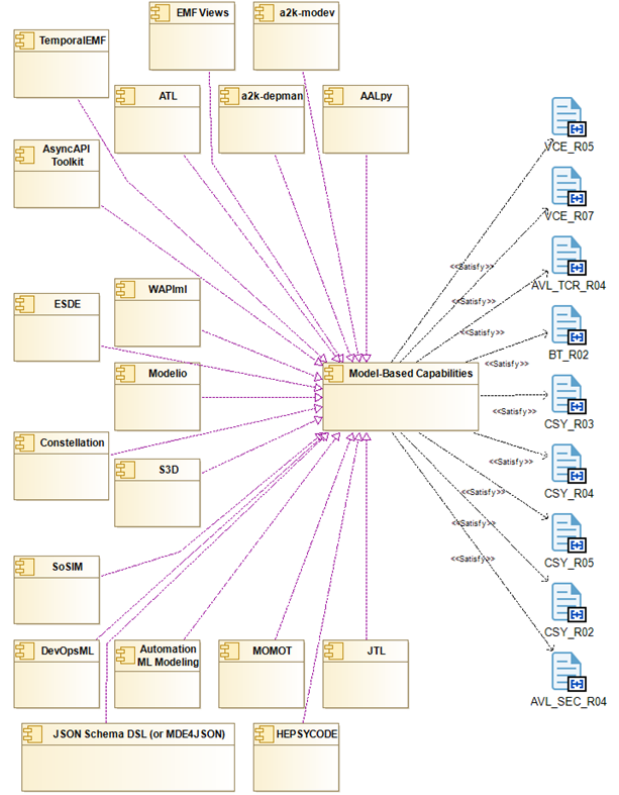 EMF Views
a2k-modev
TemporalEMF
ATL
a2k-depman
AALpy
VCE_R05
AsyncAPI
Toolkit
VCE_R07
<<Satisfy>>
AVL_TCR_R04
WAPIml
ESDE
<<Satisfy>>
<<Satisfy>>
BT_R02
<<Satisfy>>
Modelio
Model-Based Capabilities
<<Satisfy>>
CSY_R03
Constellation
S3D
<<Satisfy>>
CSY_R04
<<Satisfy>>
<<Satisfy>>
SoSIM
<<Satisfy>>
CSY_R05
CSY_R02
DevOpsML
Automation
ML Modeling
MOMOT
JTL
AVL_SEC_R04
JSON Schema DSL (or MDE4JSON)
HEPSYCODE